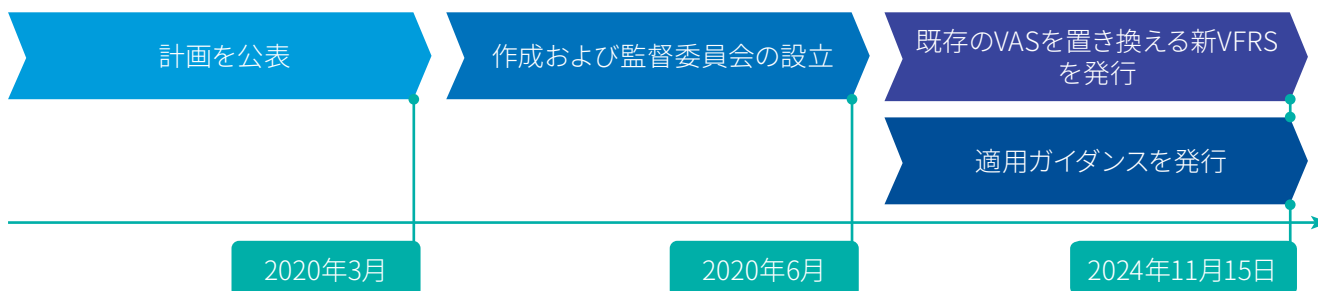 計画を公表
作成および監督委員会の設立
既存のVASを置き換える新VFRS
を発行
適用ガイダンスを発行
2020年3月
2020年6月
2024年11月15日